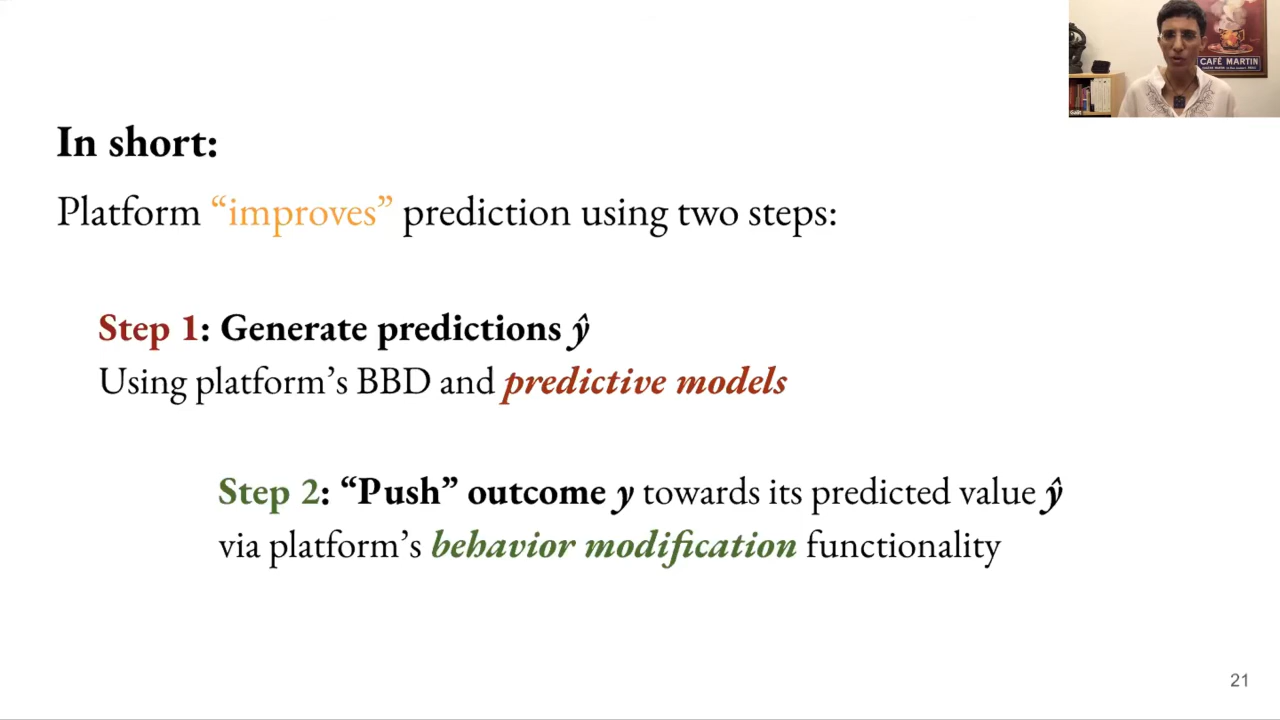 CAFÉ MARTIN
In short:
Platform “improves” prediction using two steps:
Step 1: Generate predictions ŷ
Using platform’s BBD and predictive models
Step 2: “Push” outcome y towards its predicted value ŷ
via platform’s behavior modification functionality
21